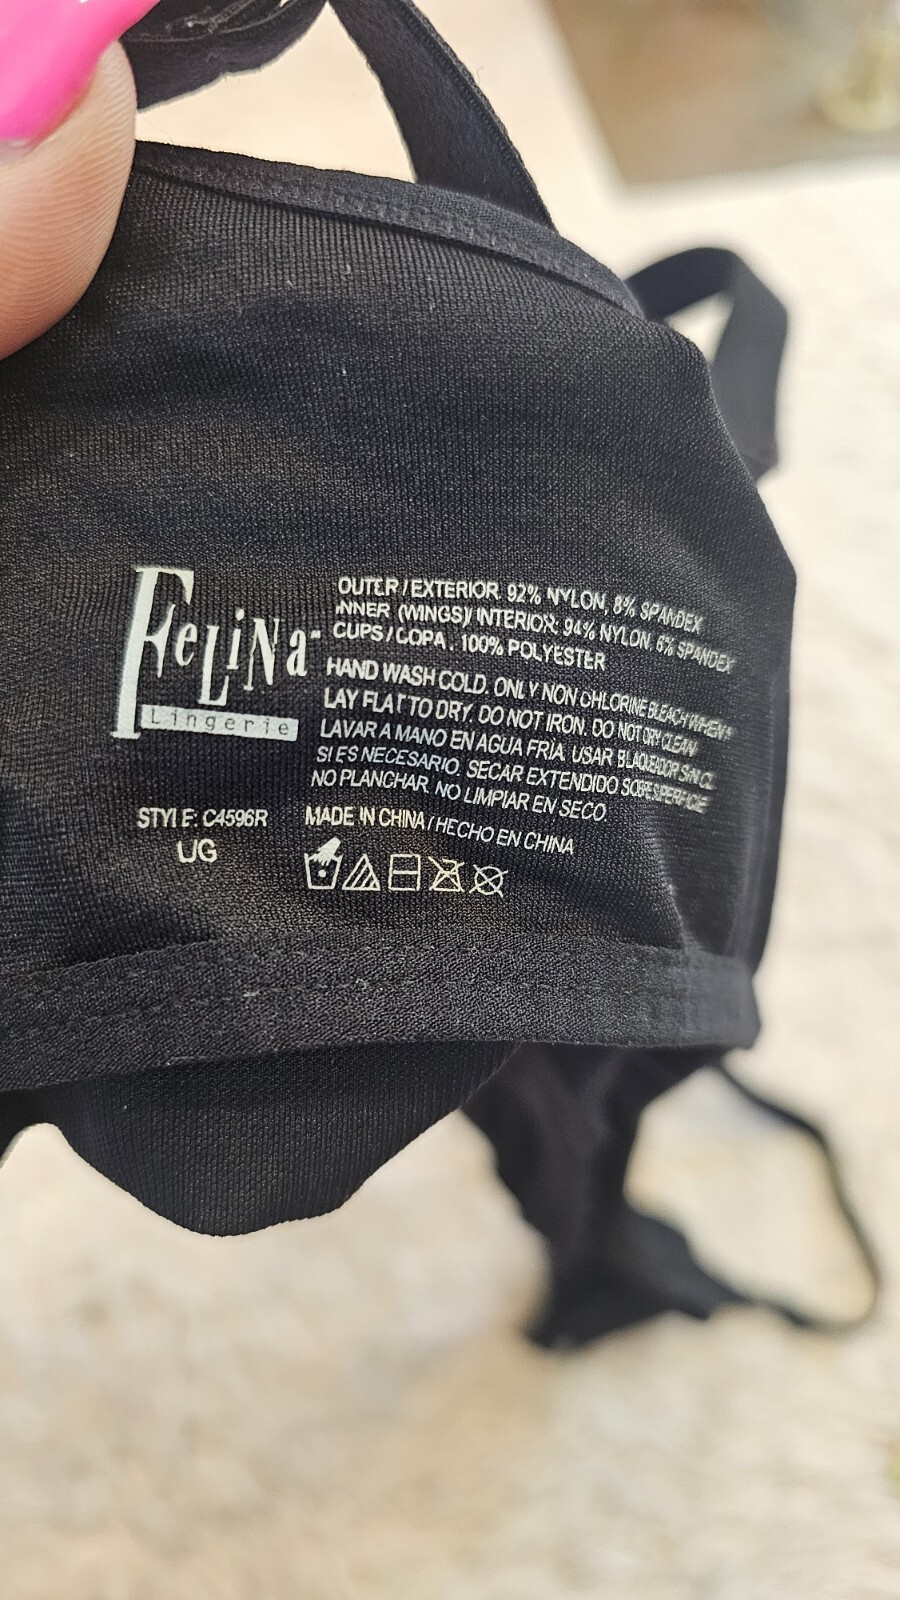 FeLiNa
Lingerie
STYLE: C4596R
UG
OUTER / EXTERIOR. 92% NYLON, 8% SPANDEX
INNER (WINGS)/ INTERIOR. 94% NYLON, 6% SPANDEX
CUPS / COPA. 100% POLYESTER
HAND WASH COLD. ONLY NON CHLORINE BLEACH WHEN
LAY FLAT TO DRY. DO NOT IRON. DO NOT DRY CLEAN
LAVAR A MANO EN AGUA FRIA. USAR BLAQUEADOR SIN CL
SI ES NECESARIO. SECAR EXTENDIDO SOBRE SUPERFICIE
NO PLANCHAR. NO LIMPIAR EN SECO.
MADE IN CHINA / HECHO EN CHINA